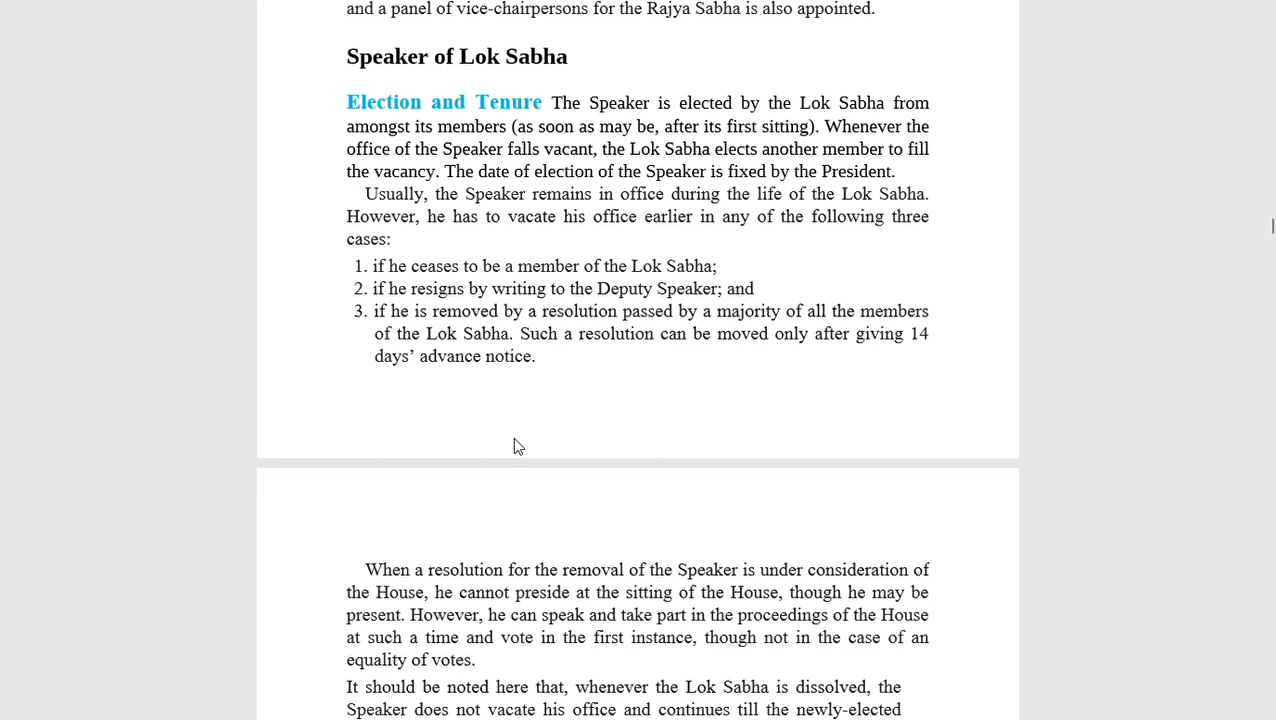 and a panel of vice-chairpersons for the Rajya Sabha is also appointed.
Speaker of Lok Sabha
Election and Tenure The Speaker is elected by the Lok Sabha from
amongst its members (as soon as may be, after its first sitting). Whenever the
office of the Speaker falls vacant, the Lok Sabha elects another member to fill
the vacancy. The date of election of the Speaker is fixed by the President.
Usually, the Speaker remains in office during the life of the Lok Sabha.
However, he has to vacate his office earlier in any of the following three
cases:
1. if he ceases to be a member of the Lok Sabha;
2. if he resigns by writing to the Deputy Speaker; and
3. if he is removed by a resolution passed by a majority of all the members
of the Lok Sabha. Such a resolution can be moved only after giving 14
days’ advance notice.
When a resolution for the removal of the Speaker is under consideration of
the House, he cannot preside at the sitting of the House, though he may be
present. However, he can speak and take part in the proceedings of the House
at such a time and vote in the first instance, though not in the case of an
equality of votes.
It should be noted here that, whenever the Lok Sabha is dissolved, the
Speaker does not vacate his office and continues till the newly-elected